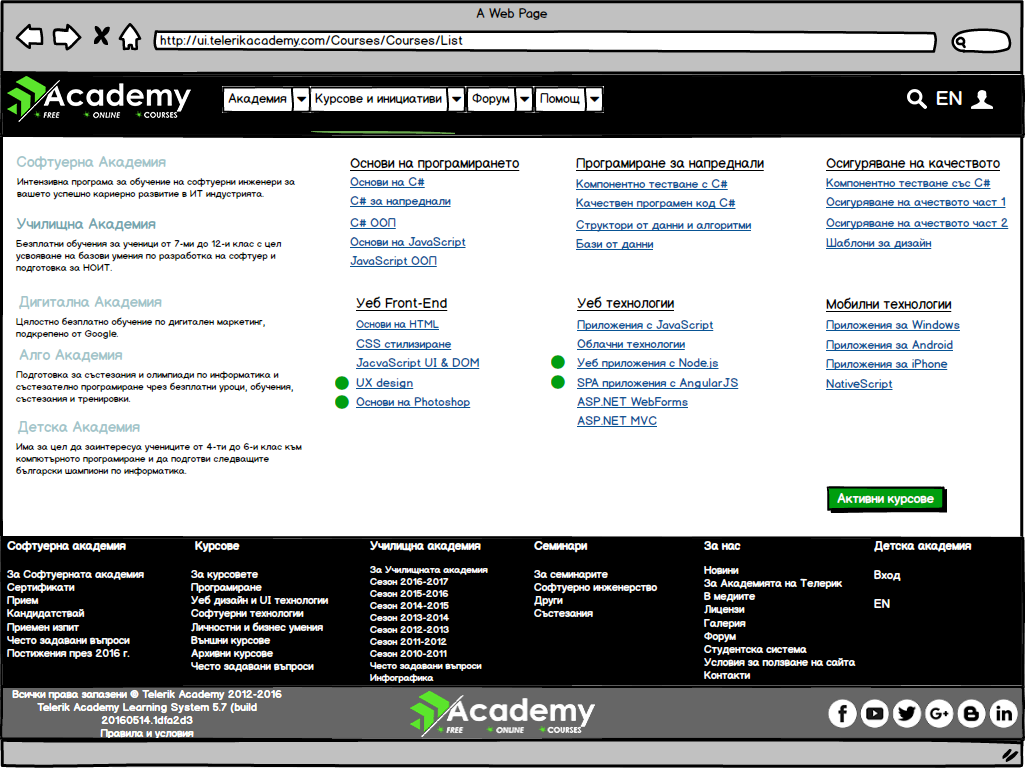 A Web Page
http://ui.telerikacademy.com/Courses/Courses/List
Academy
FREE ONLINE COURSES
Академия
Курсове и инициативи
Форум
Помощ
EN
Софтуерна Академия
Интензивна програма за обучение на софтуерни инженери за
вашето успешно кариерно развитие в ИТ индустрията.
Училищна Академия
Безплатни обучения за ученици от 7-ми до 12-и клас с цел
усвояване на базови умения по разработка на софтуер и
подготовка за НОИТ.
Дигитална Академия
Цялостно безплатно обучение по дигитален маркетинг,
подкрепено от Google.
Алго Академия
Подготовка за състезания и олимпиади по информатика и
състезателно програмиране чрез безплатни уроци, обучения,
състезания и тренировки.
Детска Академия
Има за цел да заинтересува учениците от 4-ти до 6-и клас към
компютърното програмиране и да подготви следващите
български шампиони по информатика.
Основи на програмирането
Основи на C#
C# за напреднали
C# ООП
Основи на JavaScript
JavaScript ООП
Програмиране за напреднали
Компонентно тестване с C#
Качествен програмен код C#
Структори от данни и алгоритми
Бази от данни
Осигуряване на качеството
Компонентно тестване със C#
Осигуряване на ачеството част 1
Осигуряване на ачеството част 2
Шаблони за дизайн
Уеб Front-End
Основи на HTML
CSS стилизиране
JacvaScript UI & DOM
UX design
Основи на Photoshop
Уеб технологии
Приложения с JavaScript
Облачни технологии
Уеб приложения с Node.js
SPA приложения с AngularJS
ASP.NET WebForms
ASP.NET MVC
Мобилни технологии
Приложения за Windows
Приложения за Android
Приложения за iPhone
NativeScript
Активни курсове
Софтуерна академия
За Софтуерната академия
Сертификати
Прием
Кандидатствай
Приемен изпит
Често задавани въпроси
Постижения през 2016 г.
Курсове
За курсовете
Програмиране
Уеб дизайн и UI технологии
Софтуерни технологии
Личностни и бизнес умения
Външни курсове
Архивни курсове
Често задавани въпроси
Училищна академия
За Училищната академия
Сезон 2016-2017
Сезон 2015-2016
Сезон 2014-2015
Сезон 2013-2014
Сезон 2012-2013
Сезон 2011-2012
Сезон 2010-2011
Често задавани въпроси
Инфографика
Семинари
За семинарите
Софтуерно инженерство
Други
Състезания
За нас
Новини
За Академията на Телерик
В медиите
Лицензи
Галерия
Форум
Студентска система
Условия за ползване на сайта
Контакти
Детска академия
Вход
EN
Всички права запазени © Telerik Academy 2012-2016
Telerik Academy Learning System 5.7 (build
20160514.1dfa2d3
Правила и условия
Academy
FREE ONLINE COURSES